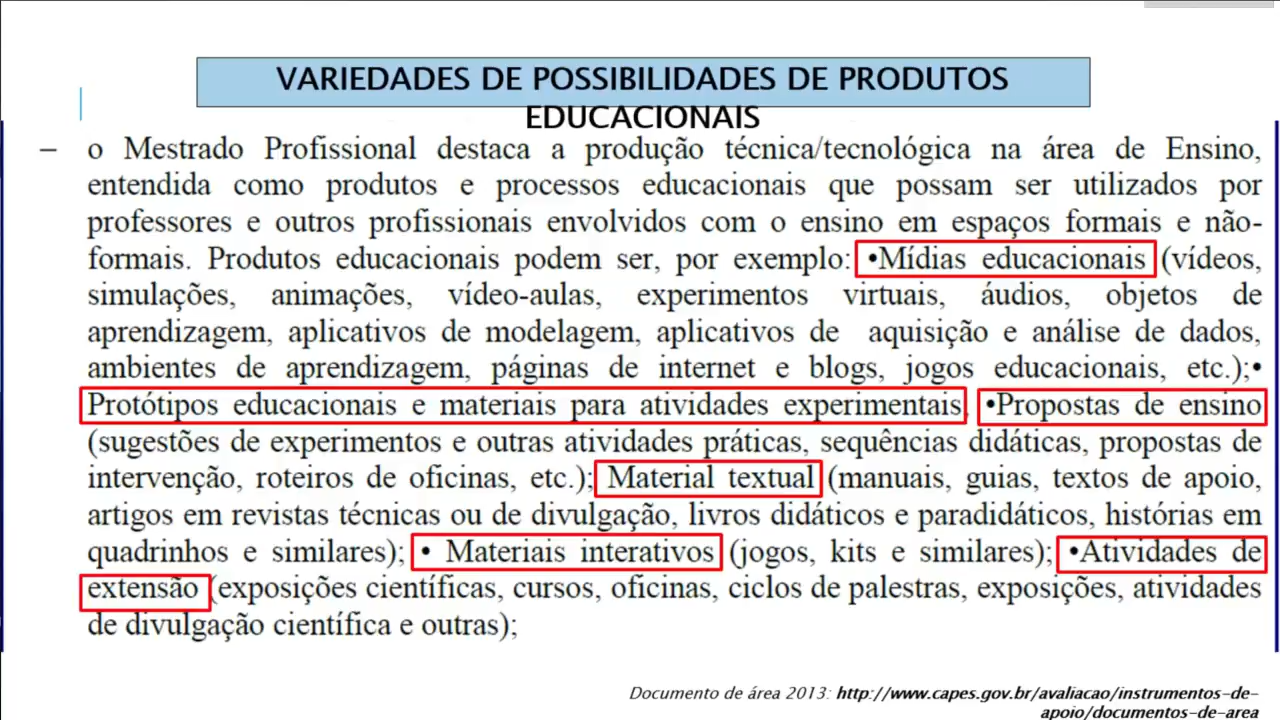 VARIEDADES DE POSSIBILIDADES DE PRODUTOS
EDUCACIONAIS
– o Mestrado Profissional destaca a produção técnica/tecnológica na área de Ensino,
entendida como produtos e processos educacionais que possam ser utilizados por
professores e outros profissionais envolvidos com o ensino em espaços formais e não-
formais. Produtos educacionais podem ser, por exemplo: •Mídias educacionais (vídeos,
simulações, animações, vídeo-aulas, experimentos virtuais, áudios, objetos de
aprendizagem, aplicativos de modelagem, aplicativos de aquisição e análise de dados,
ambientes de aprendizagem, páginas de internet e blogs, jogos educacionais, etc.);•
Protótipos educacionais e materiais para atividades experimentais, •Propostas de ensino
(sugestões de experimentos e outras atividades práticas, sequências didáticas, propostas de
intervenção, roteiros de oficinas, etc.); Material textual (manuais, guias, textos de apoio,
artigos em revistas técnicas ou de divulgação, livros didáticos e paradidáticos, histórias em
quadrinhos e similares); • Materiais interativos (jogos, kits e similares); •Atividades de
extensão (exposições científicas, cursos, oficinas, ciclos de palestras, exposições, atividades
de divulgação científica e outras);
Documento de área 2013: http://www.capes.gov.br/avaliacao/instrumentos-de-
apoio/documentos-de-area